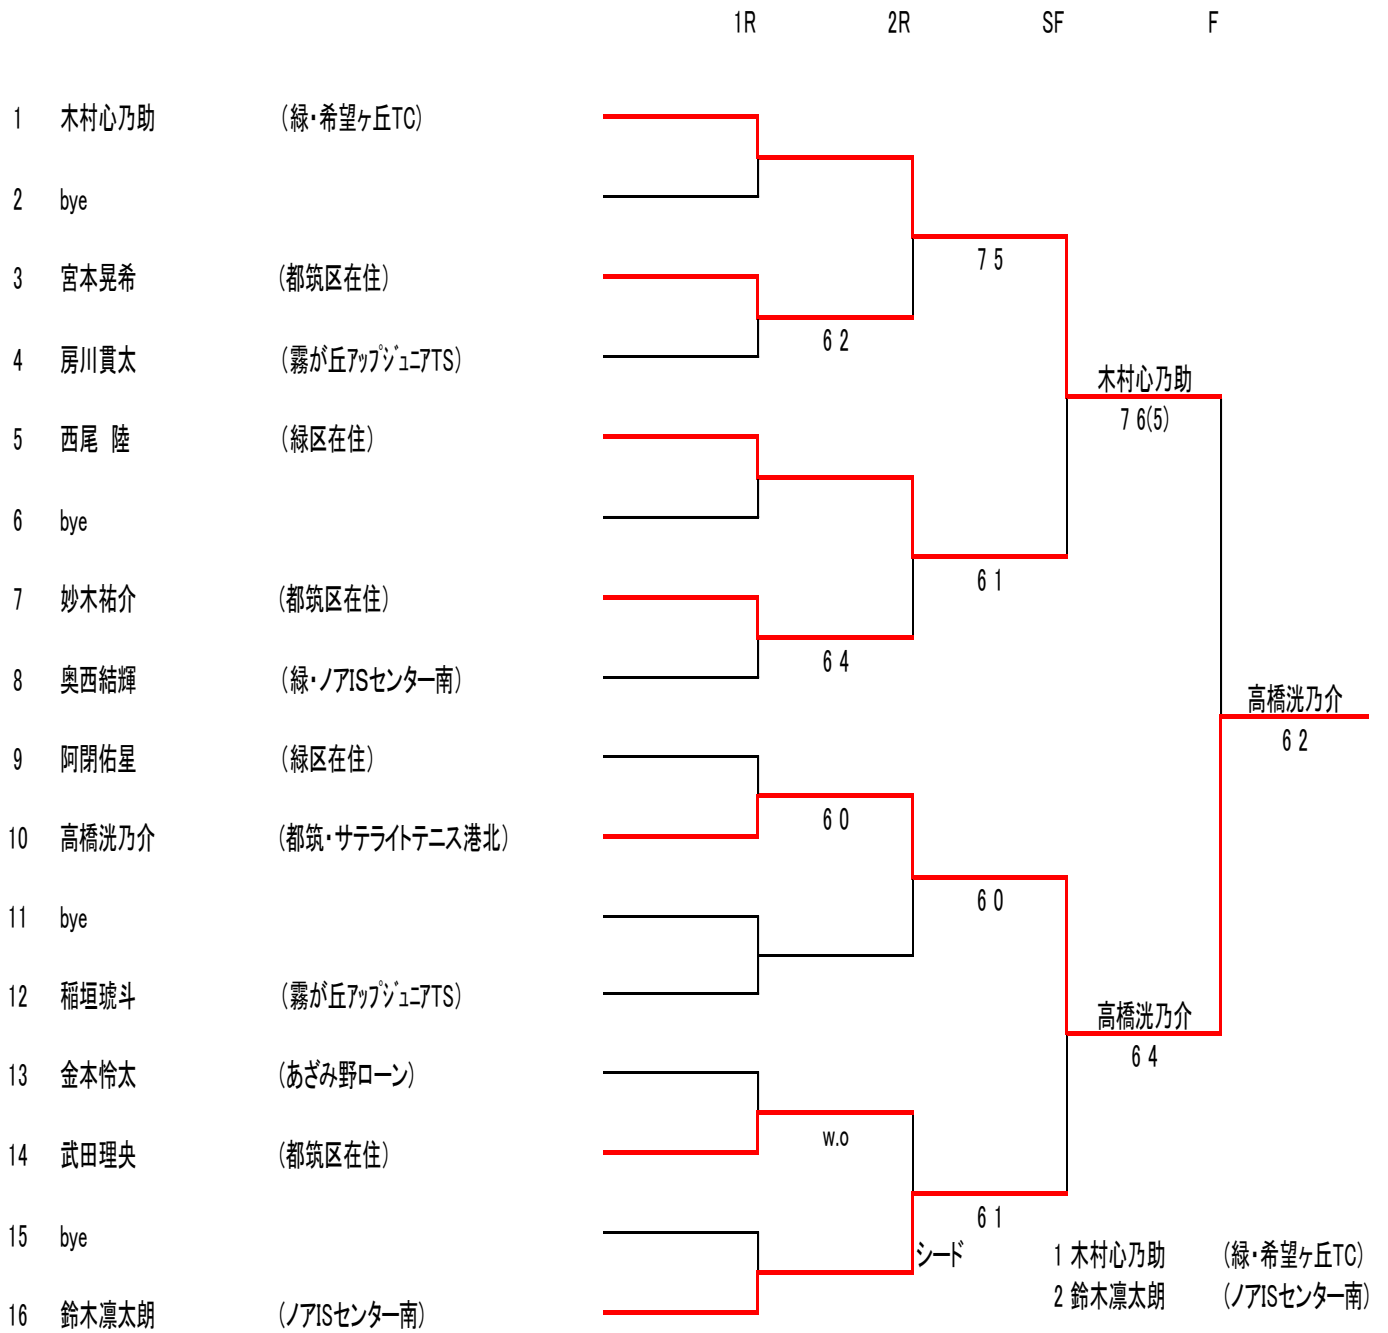 1R 2R SF F
1 木村心乃助 (緑・希望ヶ丘TC)
2 bye
7 5
3 宮本晃希 (都筑区在住)
6 2
4 房川貫太 (霧が丘アップジュニアTS)
木村心乃助
7 6(5)
5 西尾 陸 (緑区在住)
6 bye
6 1
7 妙木祐介 (都筑区在住)
6 4
8 奥西結輝 (緑・ノアISセンター南)
高橋洸乃介
6 2
9 阿閉佑星 (緑区在住)
6 0
10 高橋洸乃介 (都筑・サテライトテニス港北)
6 0
11 bye
12 稲垣琥斗 (霧が丘アップジュニアTS)
高橋洸乃介
6 4
13 金本怜太 (あざみ野ローン)
w.o
14 武田理央 (都筑区在住)
6 1
15 bye
シード 1 木村心乃助 (緑・希望ヶ丘TC)
2 鈴木凛太朗 (ノアISセンター南)
16 鈴木凛太朗 (ノアISセンター南)